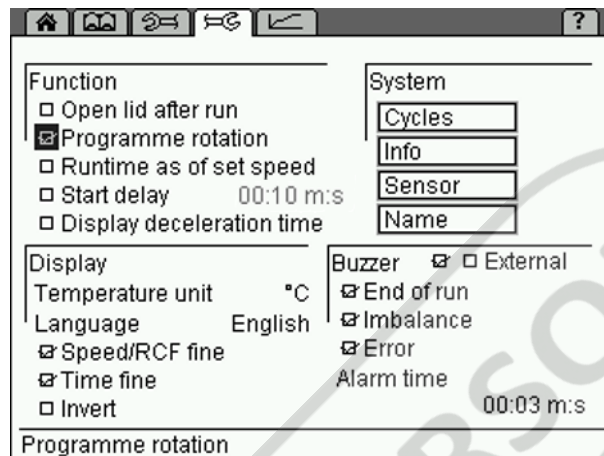 ?
Function
Open lid after run
Programme rotation
Runtime as of set speed
Start delay 00:10 m:s
Display deceleration time
System
Cycles
Info
Sensor
Name
Display
Temperature unit °C
Language English
Speed/RCF fine
Time fine
Invert
Buzzer External
End of run
Imbalance
Error
Alarm time
00:03 m:s
Programme rotation